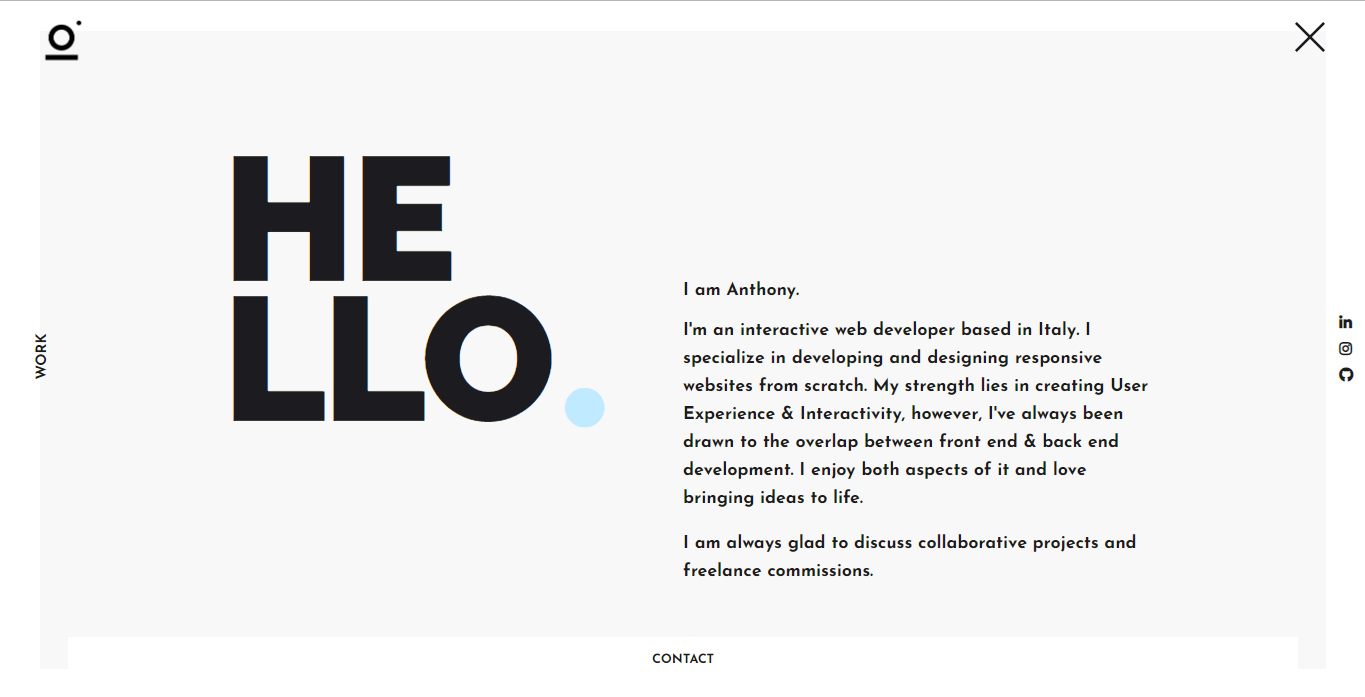 HE
LLO.
WORK
I am Anthony.
I'm an interactive web developer based in Italy. I
specialize in developing and designing responsive
websites from scratch. My strength lies in creating User
Experience & Interactivity, however, I've always been
drawn to the overlap between front end & back end
development. I enjoy both aspects of it and love
bringing ideas to life.
I am always glad to discuss collaborative projects and
freelance commissions.
in
CONTACT